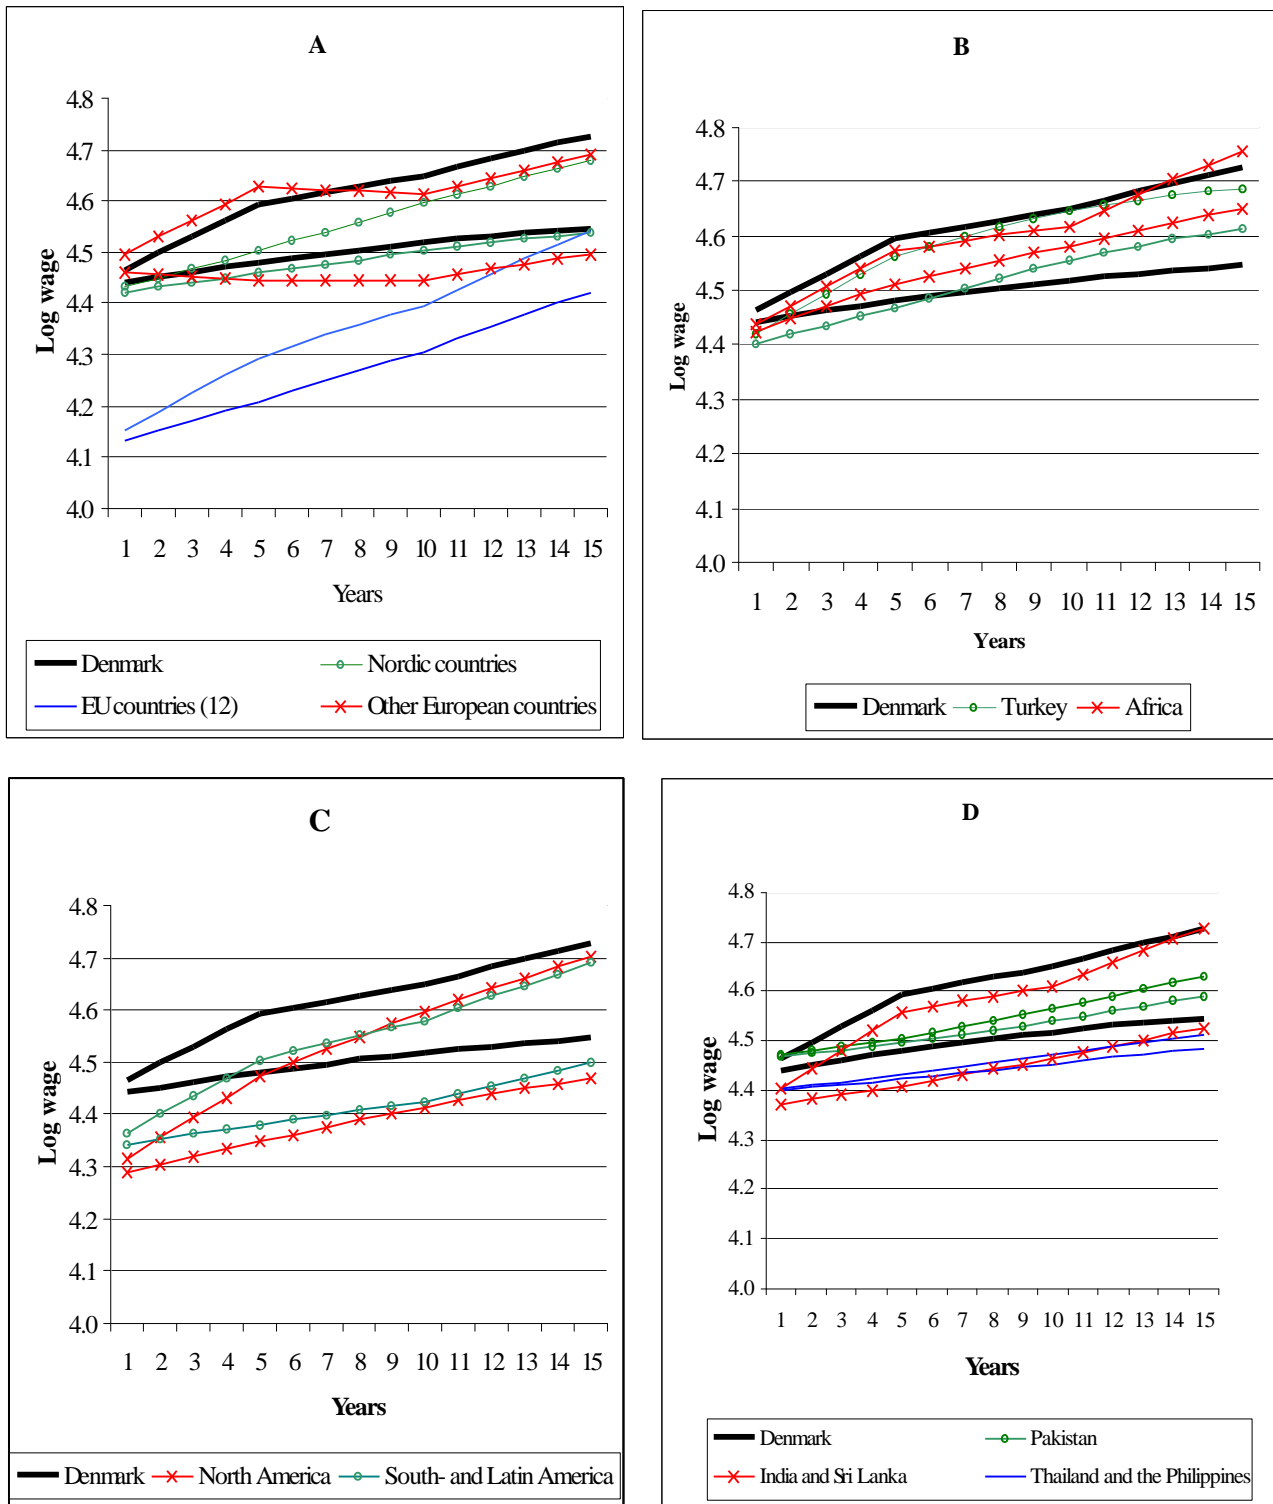 A
4.8
4.7
4.6
4.5
4.4
4.3
4.2
4.1
4.0
Log wage
1 2 3 4 5 6 7 8 9 10 11 12 13 14 15
Years
Denmark Nordic countries
EU countries (12) Other European countries
B
4.8
4.7
4.6
4.5
4.4
4.3
4.2
4.1
4.0
Log wage
1 2 3 4 5 6 7 8 9 10 11 12 13 14 15
Years
Denmark Turkey Africa
C
4.8
4.7
4.6
4.5
4.4
4.3
4.2
4.1
4.0
Log wage
1 2 3 4 5 6 7 8 9 10 11 12 13 14 15
Years
Denmark North America South- and Latin America
D
4.8
4.7
4.6
4.5
4.4
4.3
4.2
4.1
4.0
Log wage
1 2 3 4 5 6 7 8 9 10 11 12 13 14 15
Years
Denmark Pakistan
India and Sri Lanka Thailand and the Philippines